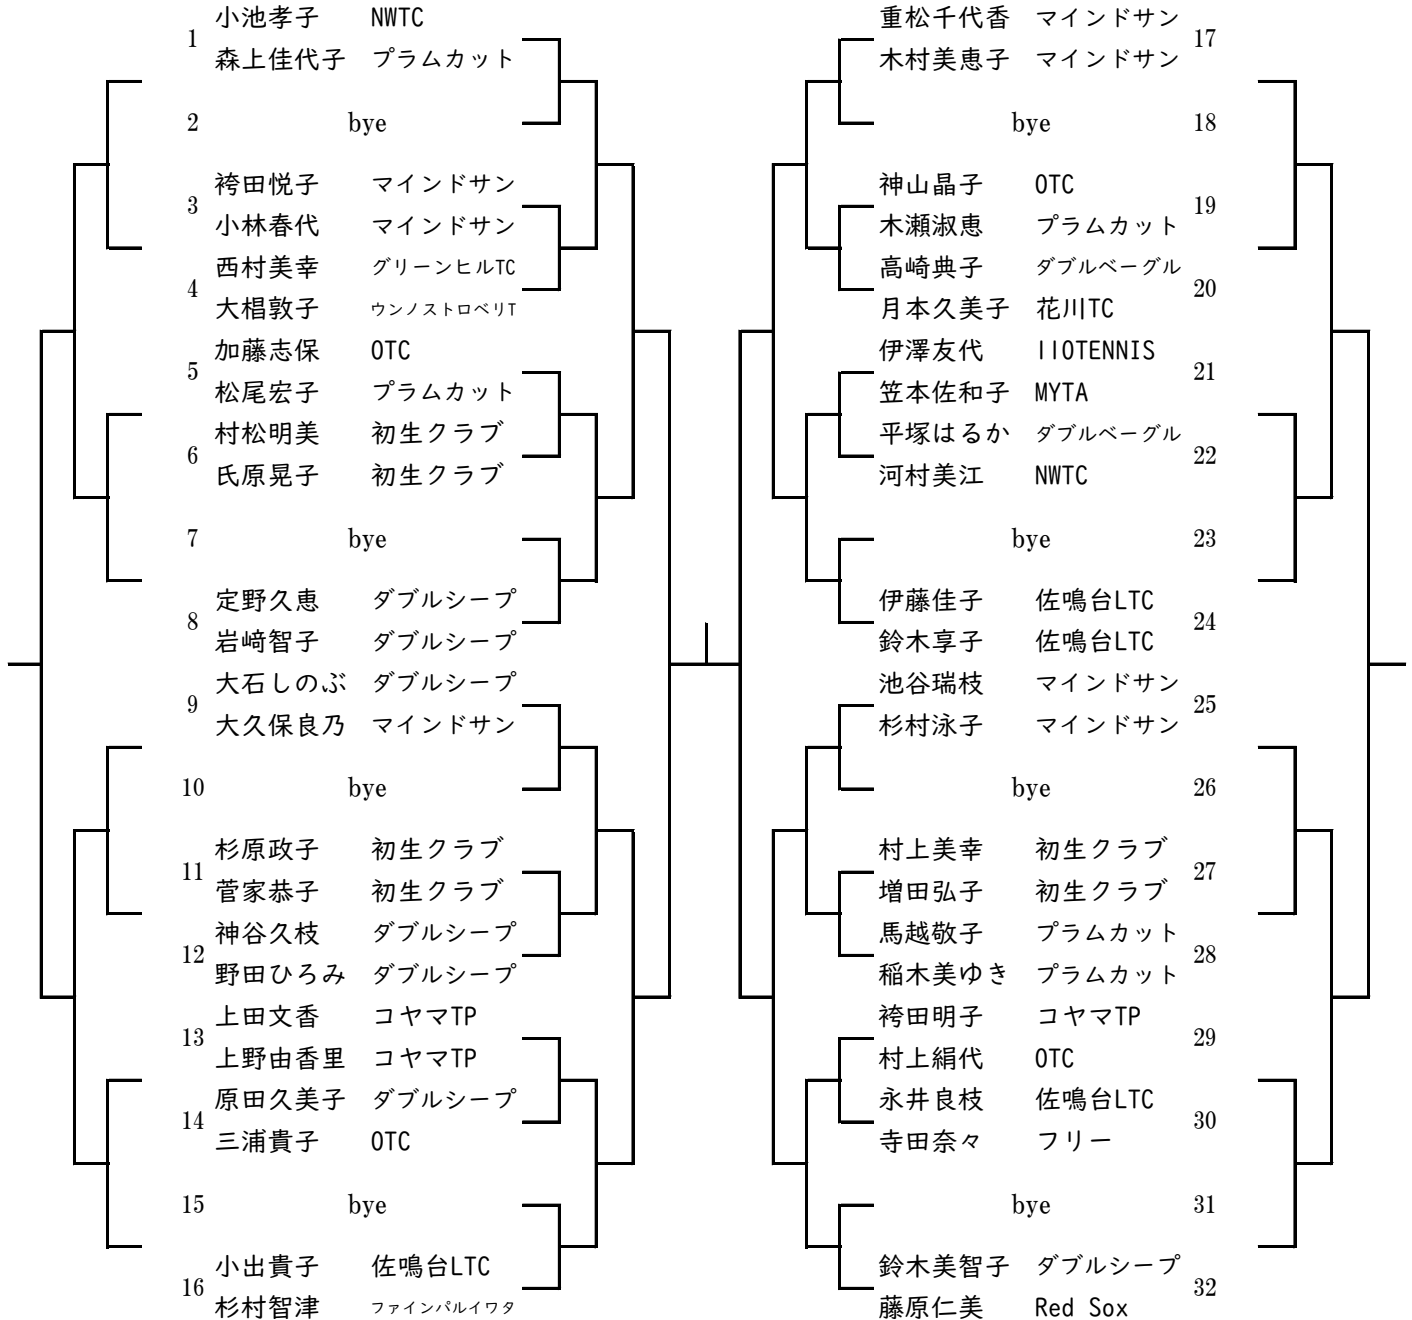 1 小池孝子 NWTC
森上佳代子 プラムカット
2 bye
3 袴田悦子 マインドサン
小林春代 マインドサン
4 西村美幸 グリーンヒルTC
大椙敦子 ウンノストロベリT
5 加藤志保 OTC
松尾宏子 プラムカット
6 村松明美 初生クラブ
氏原晃子 初生クラブ
7 bye
8 定野久恵 ダブルシープ
岩﨑智子 ダブルシープ
9 大石しのぶ ダブルシープ
大久保良乃 マインドサン
10 bye
11 杉原政子 初生クラブ
菅家恭子 初生クラブ
12 神谷久枝 ダブルシープ
野田ひろみ ダブルシープ
13 上田文香 コヤマTP
上野由香里 コヤマTP
14 原田久美子 ダブルシープ
三浦貴子 OTC
15 bye
16 小出貴子 佐鳴台LTC
杉村智津 ファインパルイワタ
重松千代香 マインドサン 17
木村美恵子 マインドサン
bye 18
神山晶子 OTC 19
木瀬淑恵 プラムカット
高崎典子 ダブルベーグル 20
月本久美子 花川TC
伊澤友代 IIOTENNIS 21
笠本佐和子 MYTA
平塚はるか ダブルベーグル 22
河村美江 NWTC
bye 23
伊藤佳子 佐鳴台LTC 24
鈴木享子 佐鳴台LTC
池谷瑞枝 マインドサン 25
杉村泳子 マインドサン
bye 26
村上美幸 初生クラブ 27
増田弘子 初生クラブ
馬越敬子 プラムカット 28
稲木美ゆき プラムカット
袴田明子 コヤマTP 29
村上絹代 OTC
永井良枝 佐鳴台LTC 30
寺田奈々 フリー
bye 31
鈴木美智子 ダブルシープ 32
藤原仁美 Red Sox